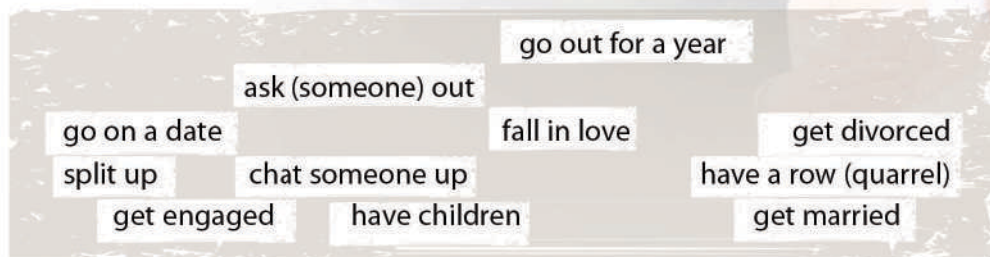 go out for a year
ask (someone) out
go on a date fall in love get divorced
split up chat someone up have a row (quarrel)
get engaged have children get married